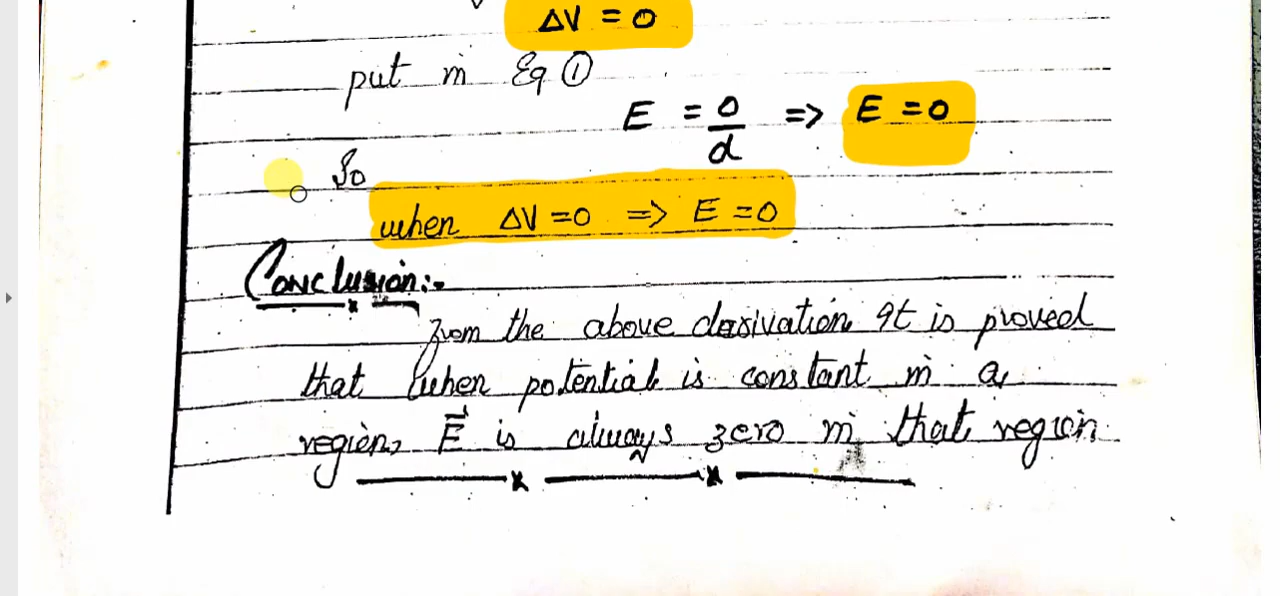 ΔV = 0
put in Eq ①
E = 0/d => E = 0
So
when ΔV = 0 => E = 0
Conclusion:-
From the above derivation it is proved
that when potential is constant in a
region, E⃗ is always zero in that region